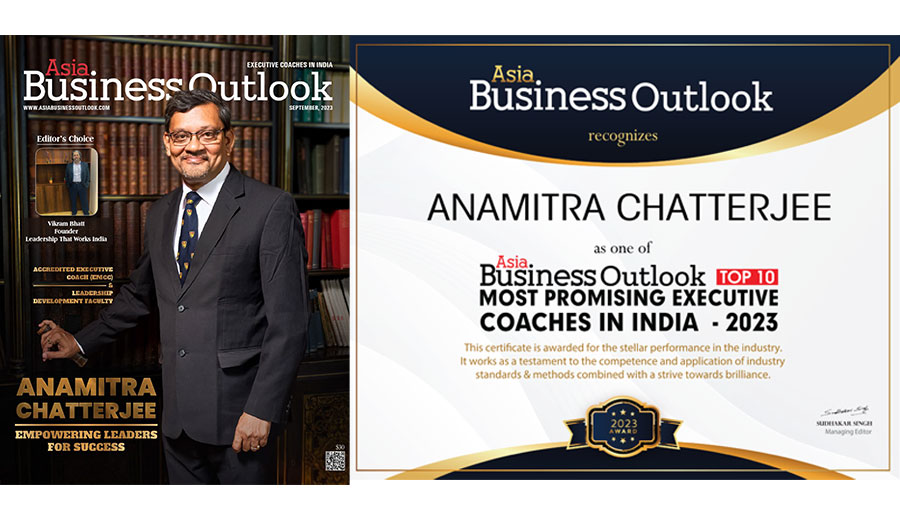 EXECUTIVE COACHES IN INDIA
Asia
Business Outlook
WWW.ASIABUSINESSOUTLOOK.COM
SEPTEMBER, 2023
Editor's Choice
Vikram Bhatt
Founder
Leadership That Works India
ACCREDITED EXECUTIVE
COACH (EMCC)
&
LEADERSHIP
DEVELOPMENT FACULTY
ANAMITRA
CHATTERJEE
EMPOWERING LEADERS
FOR SUCCESS
$30
Asia
Business Outlook
recognizes
ANAMITRA CHATTERJEE
as one of
Asia
Business Outlook TOP 10
MOST PROMISING EXECUTIVE
COACHES IN INDIA - 2023
This certificate is awarded for the stellar performance in the industry.
It works as a testament to the competence and application of industry
standards & methods combined with a strive towards brilliance.
2023
AWARD
Sudhakar Singh
SUDHAKAR SINGH
Managing Editor